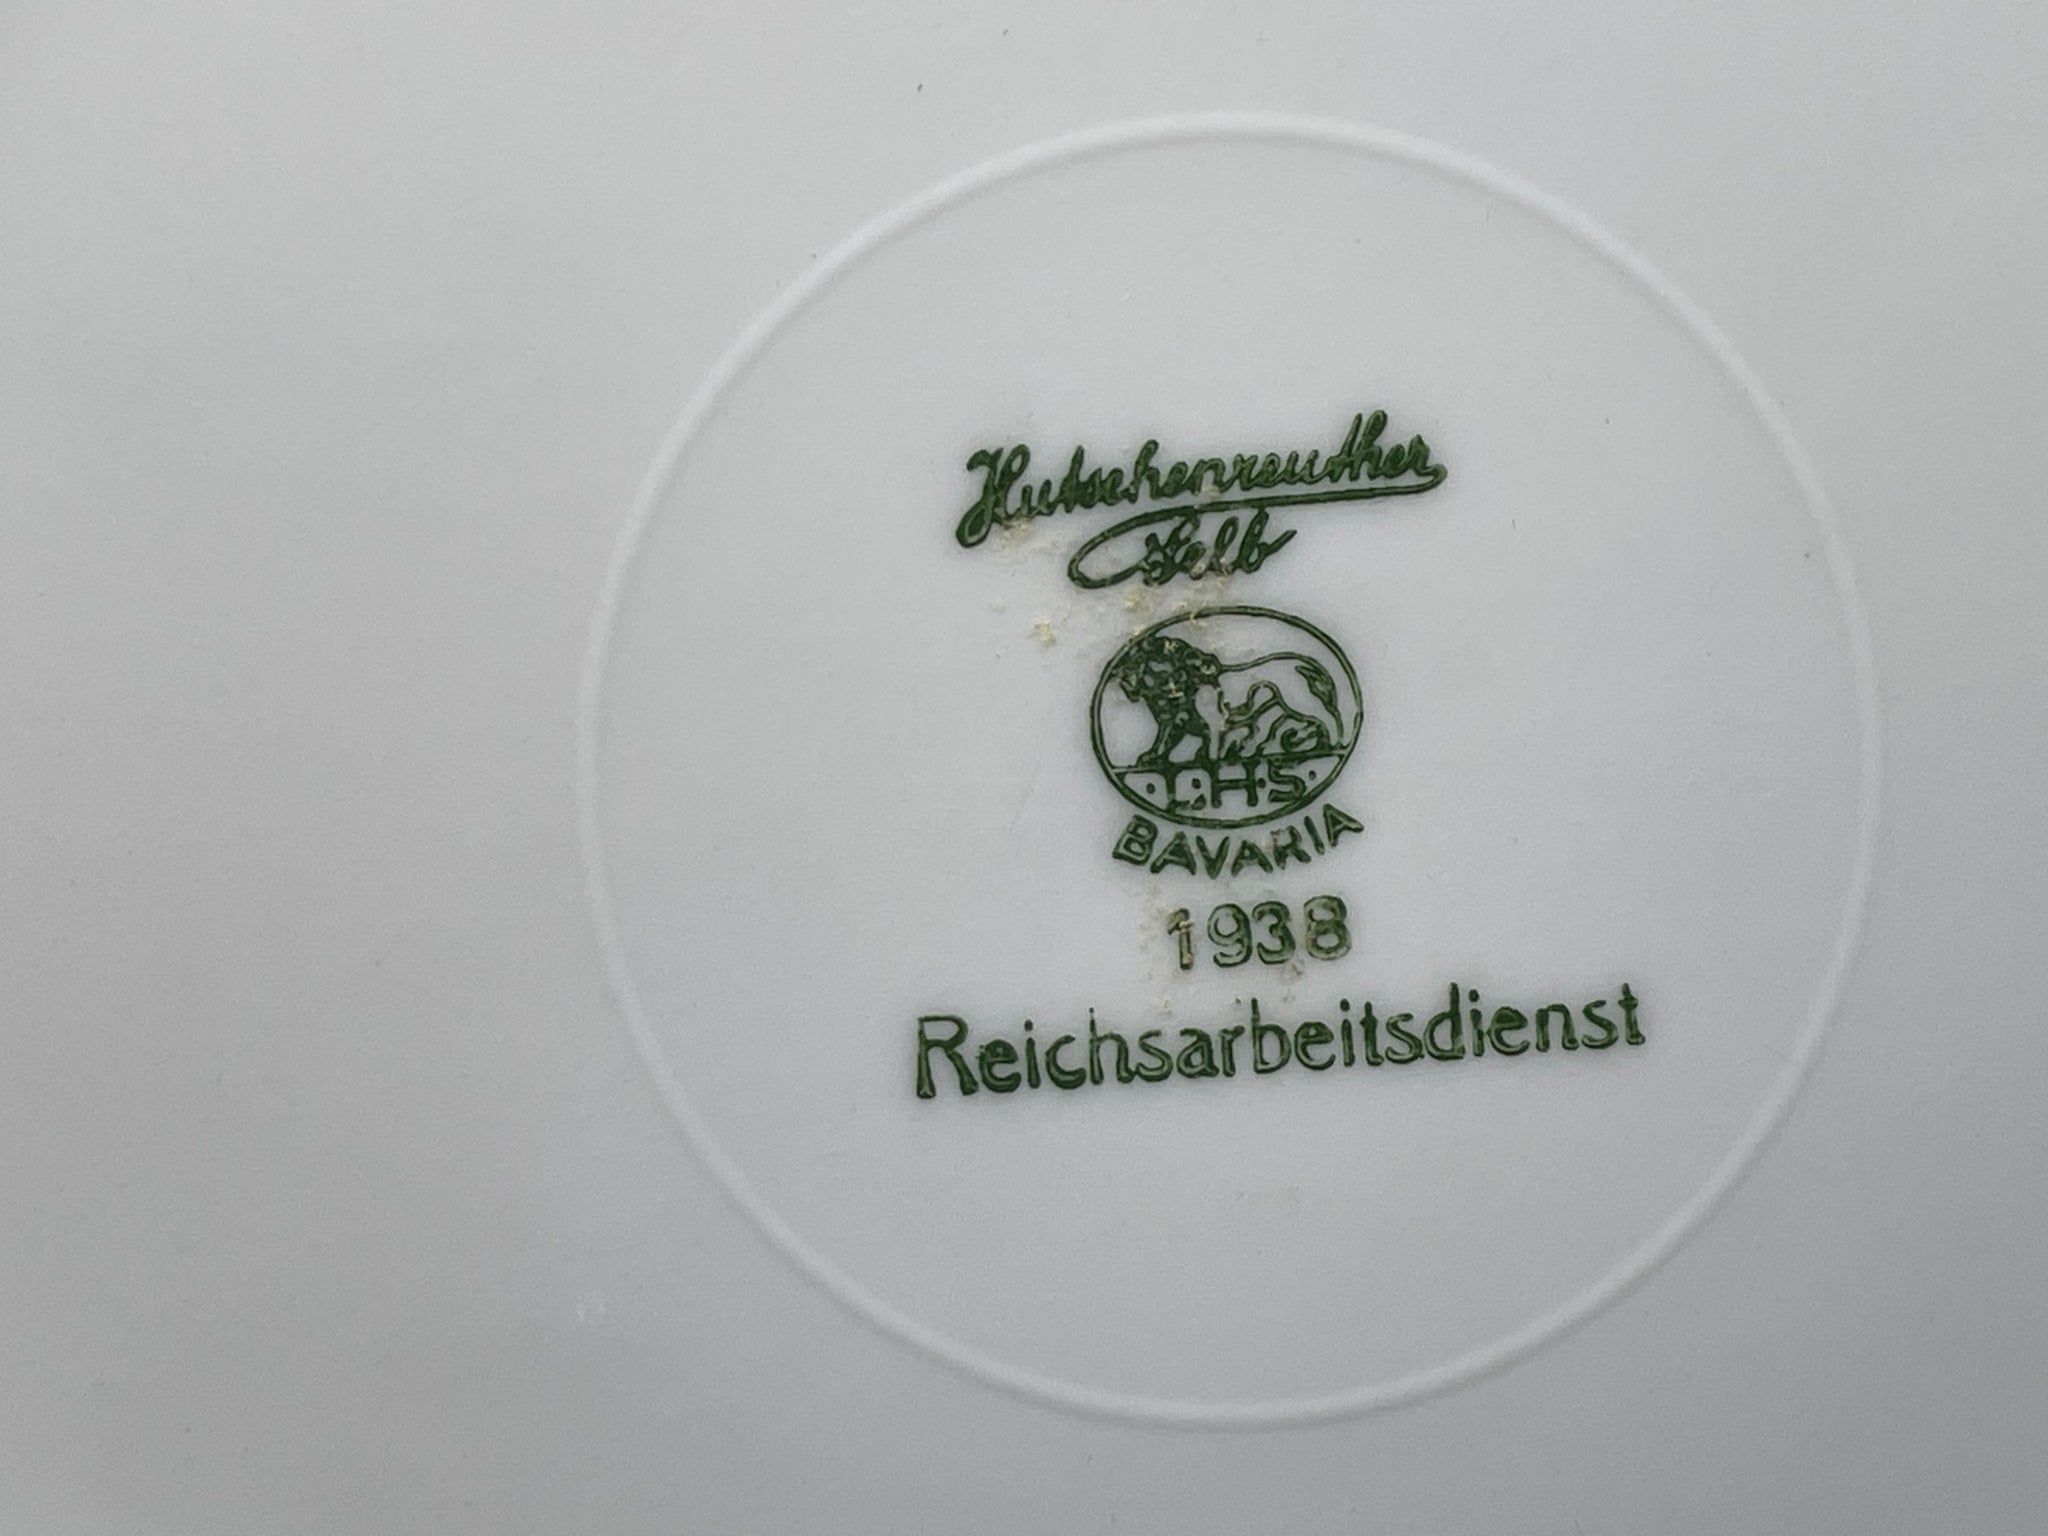 Hutschenreuther
Selb
L.H.S.
BAVARIA
1938
Reichsarbeitsdienst